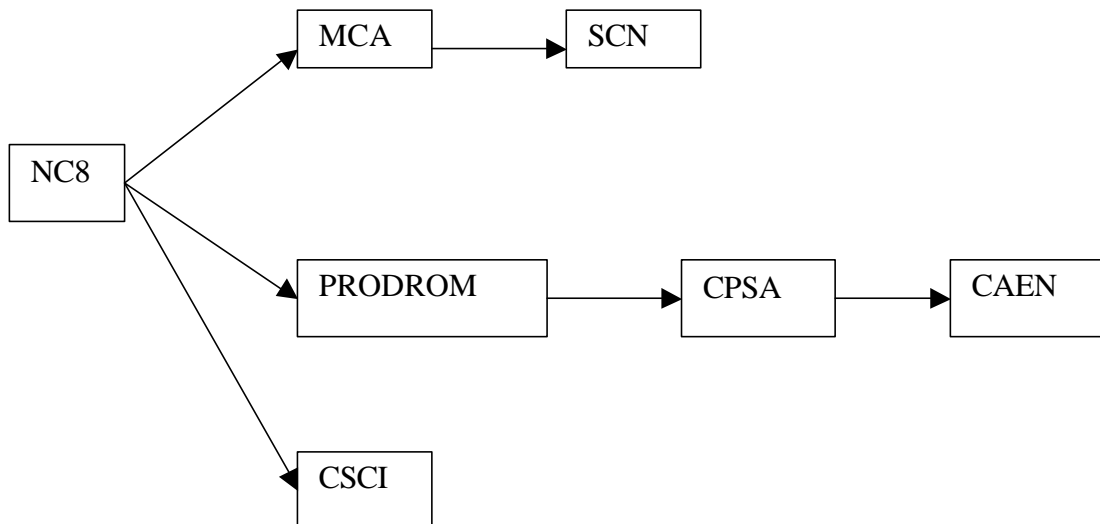 MCA
SCN
NC8
PRODROM
CPSA
CAEN
CSCI